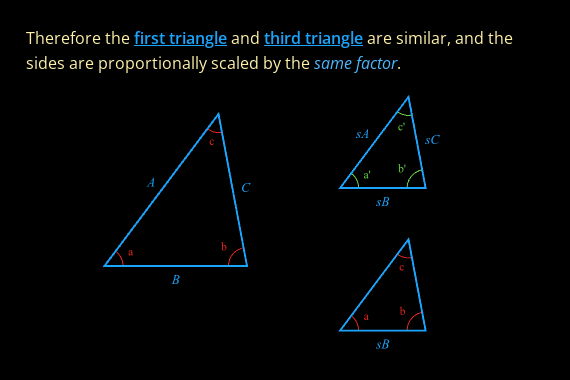 Therefore the first triangle and third triangle are similar, and the
sides are proportionally scaled by the same factor.
c
A
C
a
b
B
c'
sA
sC
a'
b'
sB
c
a
b
sB